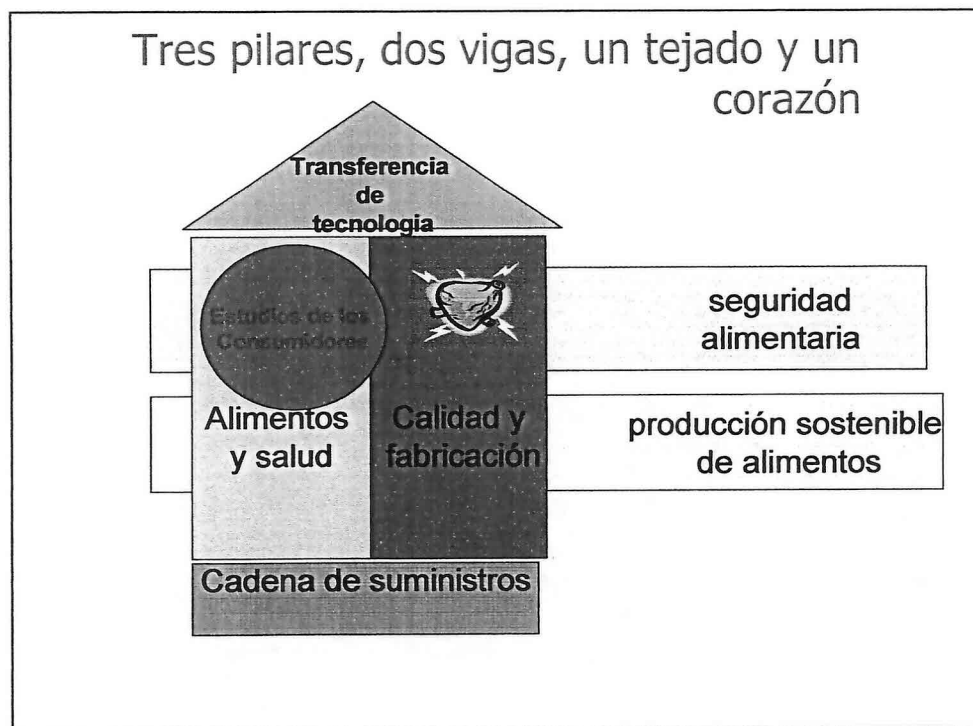 Tres pilares, dos vigas, un tejado y un
corazón
Transferencia
de
tecnologia
Estudios de los
Consumidores
seguridad
alimentaria
Alimentos
y salud
Calidad y
fabricación
producción sostenible
de alimentos
Cadena de suministros